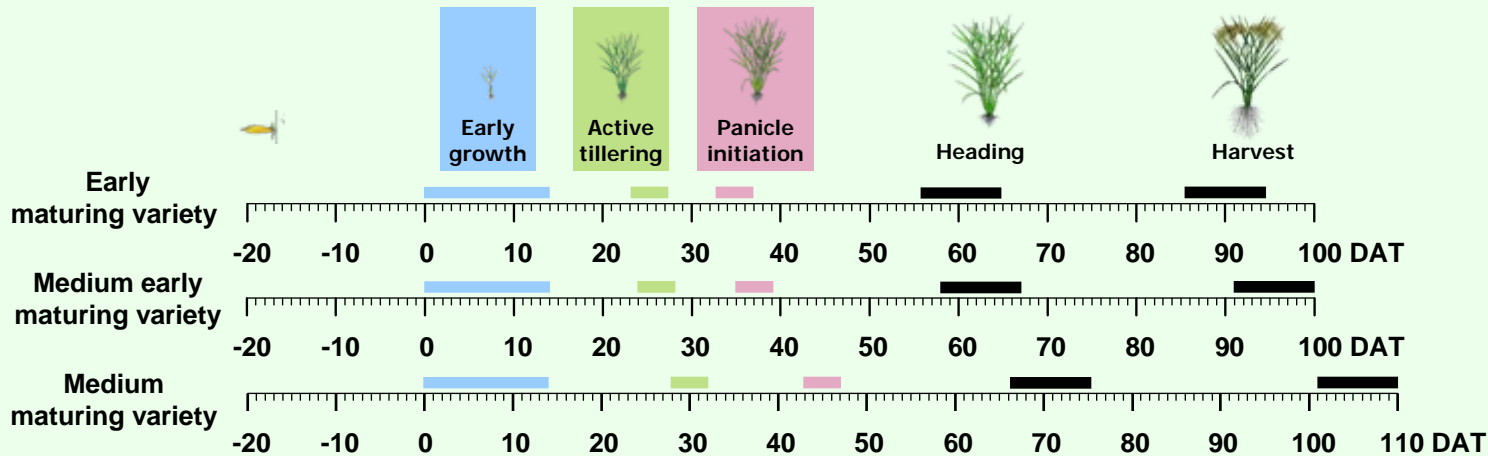 Early
growth
Active
tillering
Panicle
initiation
Heading
Harvest
Early
maturing variety
-20 -10 0 10 20 30 40 50 60 70 80 90 100 DAT
Medium early
maturing variety
-20 -10 0 10 20 30 40 50 60 70 80 90 100 DAT
Medium
maturing variety
-20 -10 0 10 20 30 40 50 60 70 80 90 100 110 DAT